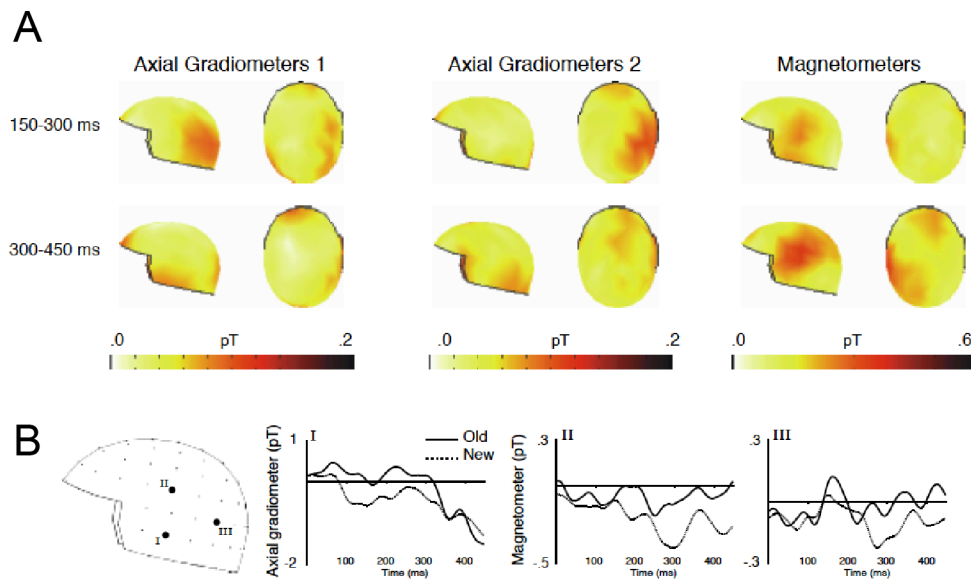 A
Axial Gradiometers 1 Axial Gradiometers 2 Magnetometers
150-300 ms
300-450 ms
.0 pT .2 .0 pT .2 .0 pT .6
B
II
III
I
Axial gradiometer (pT)
1
-2
I
Old
New
100 200 300 400
Time (ms)
Magnetometer (pT)
.3
-.5
II
100 200 300 400
Time (ms)
.3
-.3
III
100 200 300 400
Time (ms)